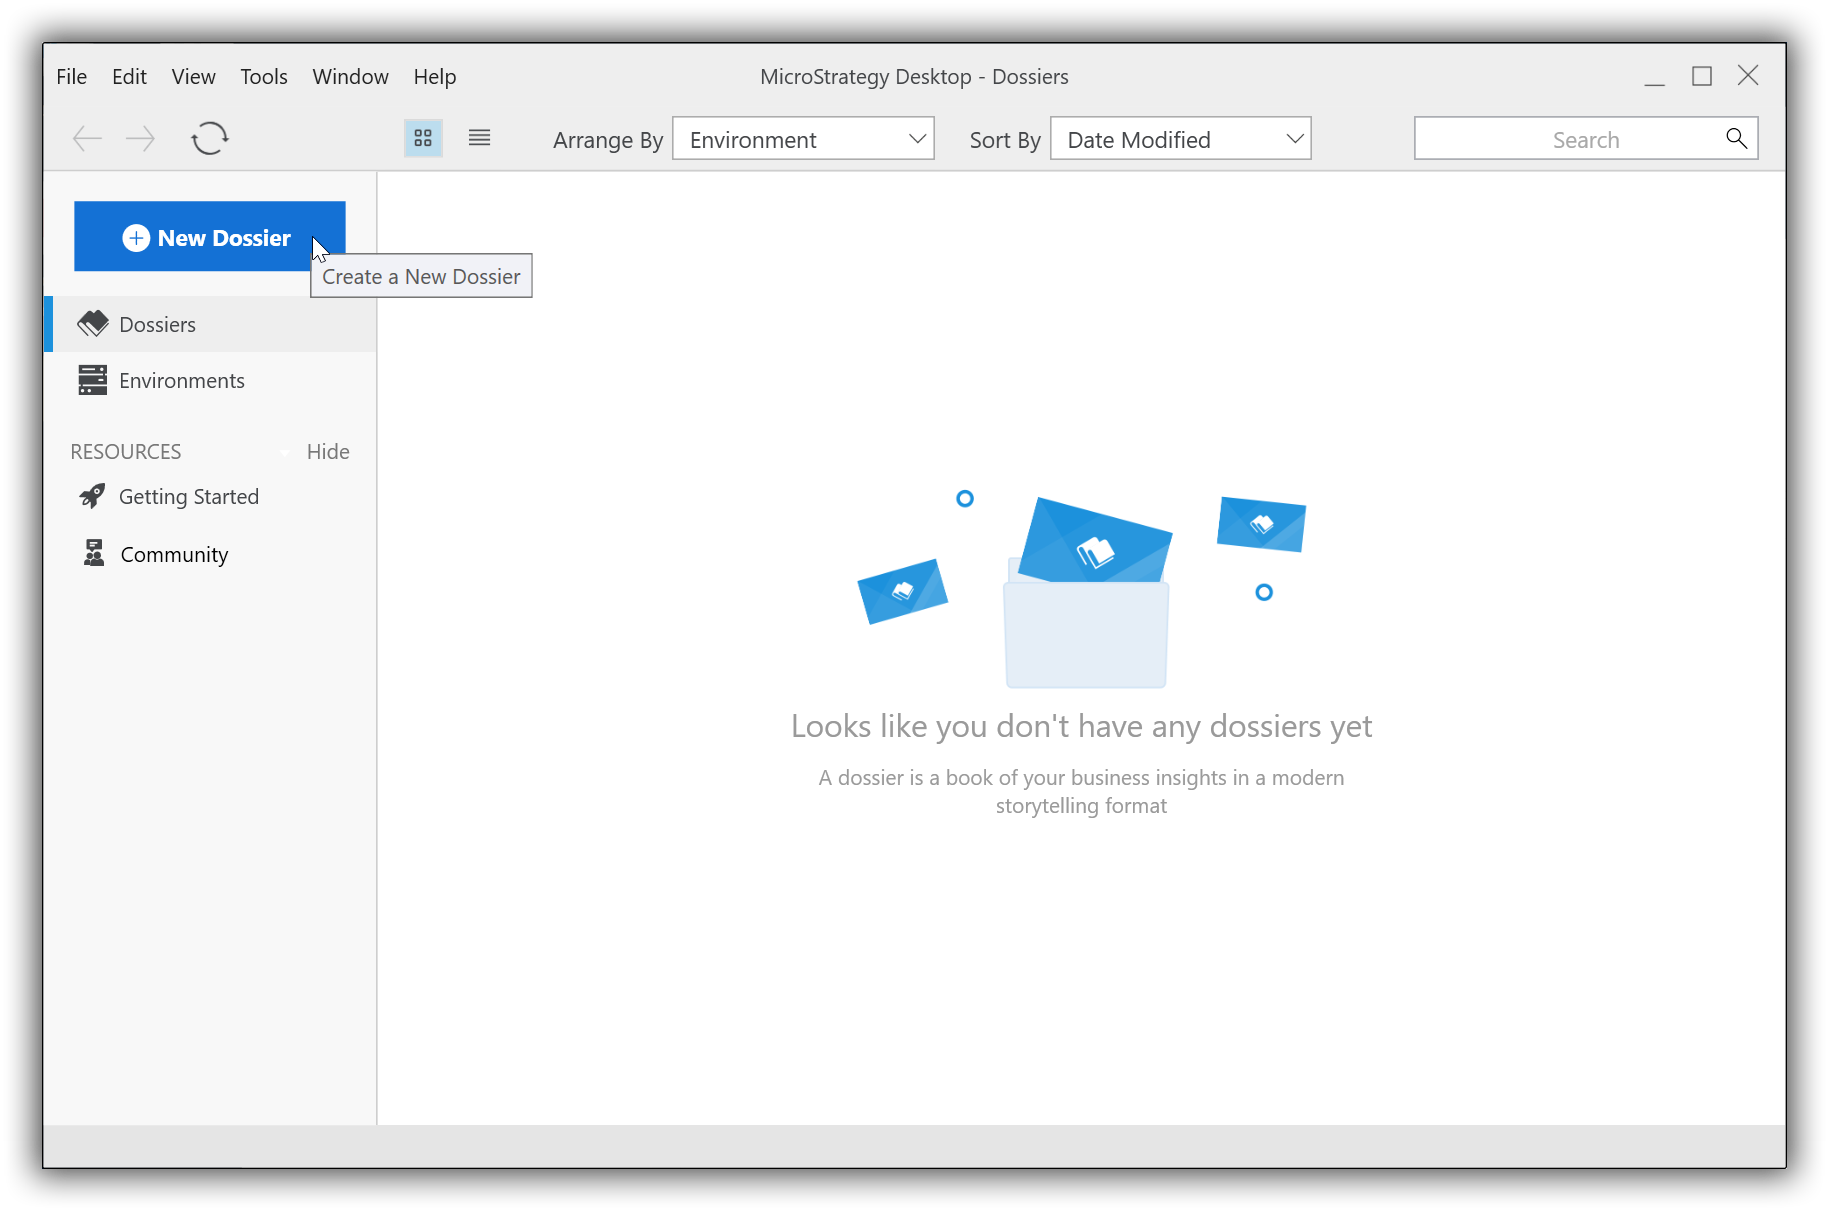 File Edit View Tools Window Help
MicroStrategy Desktop - Dossiers
Arrange By Environment Sort By Date Modified Search
New Dossier
Create a New Dossier
Dossiers
Environments
RESOURCES Hide
Getting Started
Community
Looks like you don't have any dossiers yet
A dossier is a book of your business insights in a modern
storytelling format